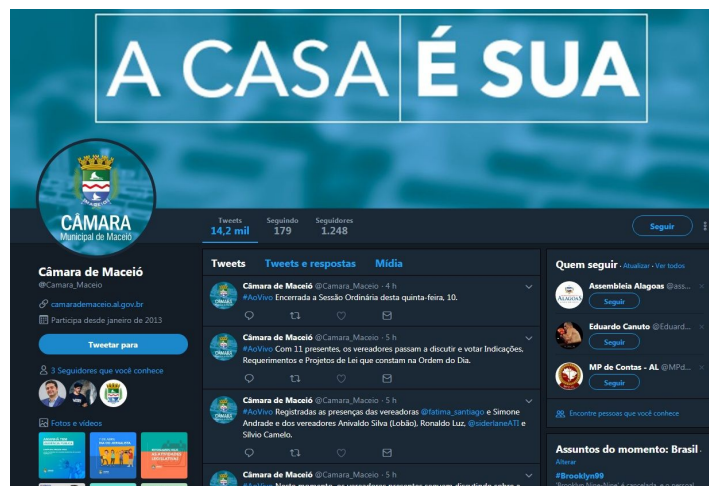 A CASA É SUA
CÂMARA
Municipal de Maceió
Tweets
14,2 mil
Seguindo
179
Seguidores
1.248
Seguir
Câmara de Maceió
@Camara_Maceio
camarademaceio.al.gov.br
Participa desde janeiro de 2013
Tweetar para
3 Seguidores que você conhece
Fotos e vídeos
Tweets Tweets e respostas Mídia
Câmara de Maceió @Camara_Maceio · 4 h
#AoVivo Encerrada a Sessão Ordinária desta quinta-feira, 10.
Câmara de Maceió @Camara_Maceio · 5 h
#AoVivo Com 11 presentes, os vereadores passam a discutir e votar Indicações,
Requerimentos e Projetos de Lei que constam na Ordem do Dia.
Câmara de Maceió @Camara_Maceio · 5 h
#AoVivo Registradas as presenças das vereadoras @fatima_santiago e Simone
Andrade e dos vereadores Anivaldo Silva (Lobão), Ronaldo Luz, @siderlaneATI e
Silvio Camelo.
Câmara de Maceió @Camara_Maceio · 5 h
Quem seguir · Atualizar · Ver todos
Assembleia Alagoas @ass...
Seguir
Eduardo Canuto @Eduard...
Seguir
MP de Contas - AL @MPd...
Seguir
Encontre pessoas que você conhece
Assuntos do momento: Brasil ·
Alterar
#Brooklyn99